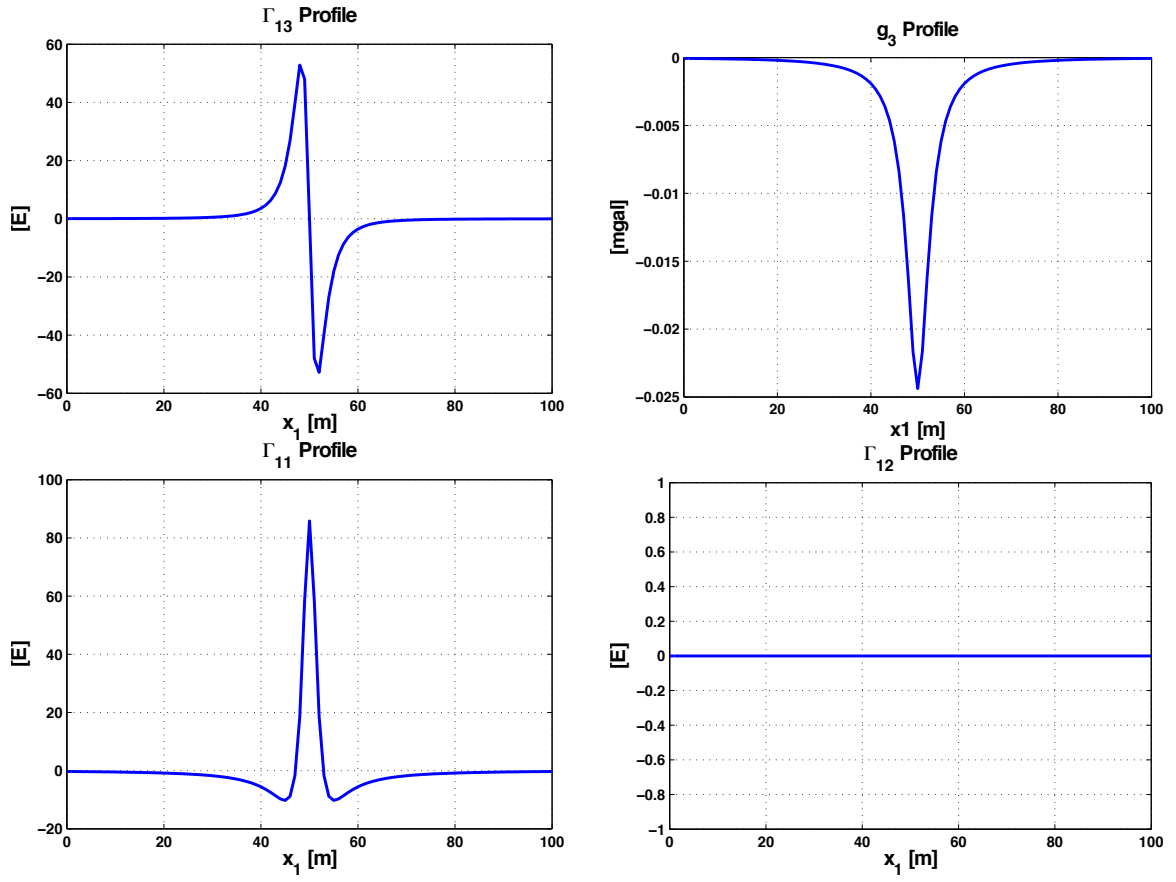 Γ13 Profile
60
40
20
0
−20
−40
−60
[E]
0 20 40 60 80 100
x1 [m]
g3 Profile
0
−0.005
−0.01
−0.015
−0.02
−0.025
[mgal]
0 20 40 60 80 100
x1 [m]
Γ11 Profile
100
80
60
40
20
0
−20
[E]
0 20 40 60 80 100
x1 [m]
Γ12 Profile
1
0.8
0.6
0.4
0.2
0
−0.2
−0.4
−0.6
−0.8
−1
[E]
0 20 40 60 80 100
x1 [m]